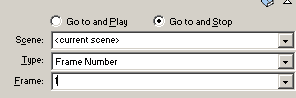 Go to and Play Go to and Stop
Scene: <current scene>
Type: Frame Number
Frame: 1